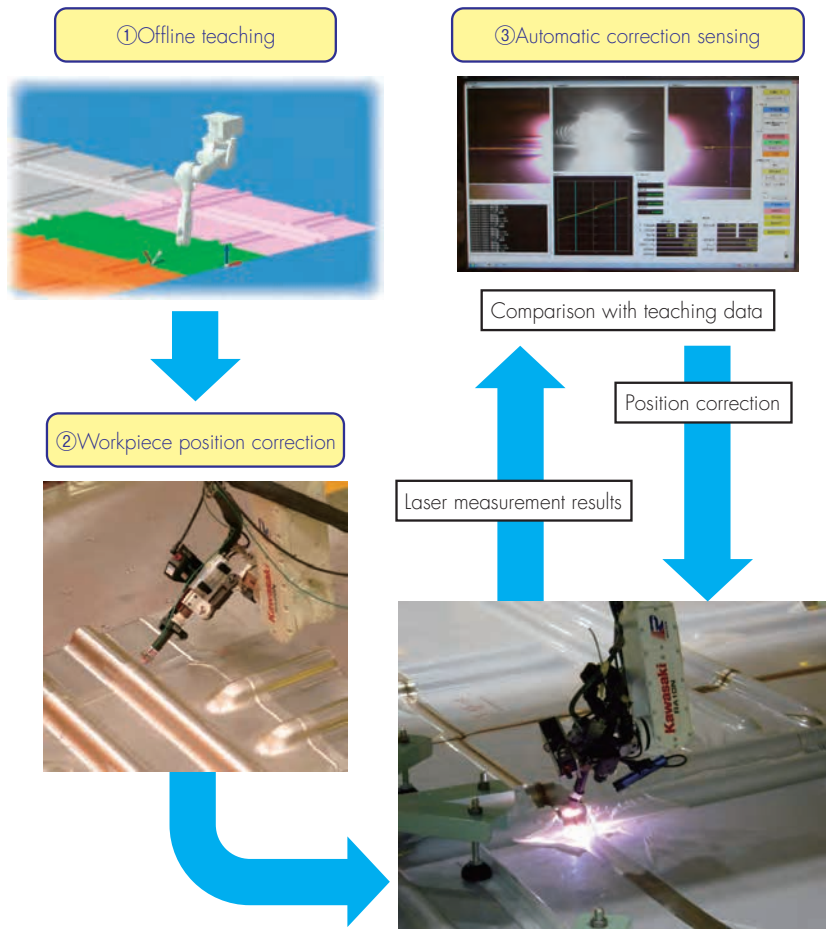 ①Offline teaching
③Automatic correction sensing
Comparison with teaching data
Position correction
②Workpiece position correction
Laser measurement results
Kawasaki
Kawasaki
RA10N